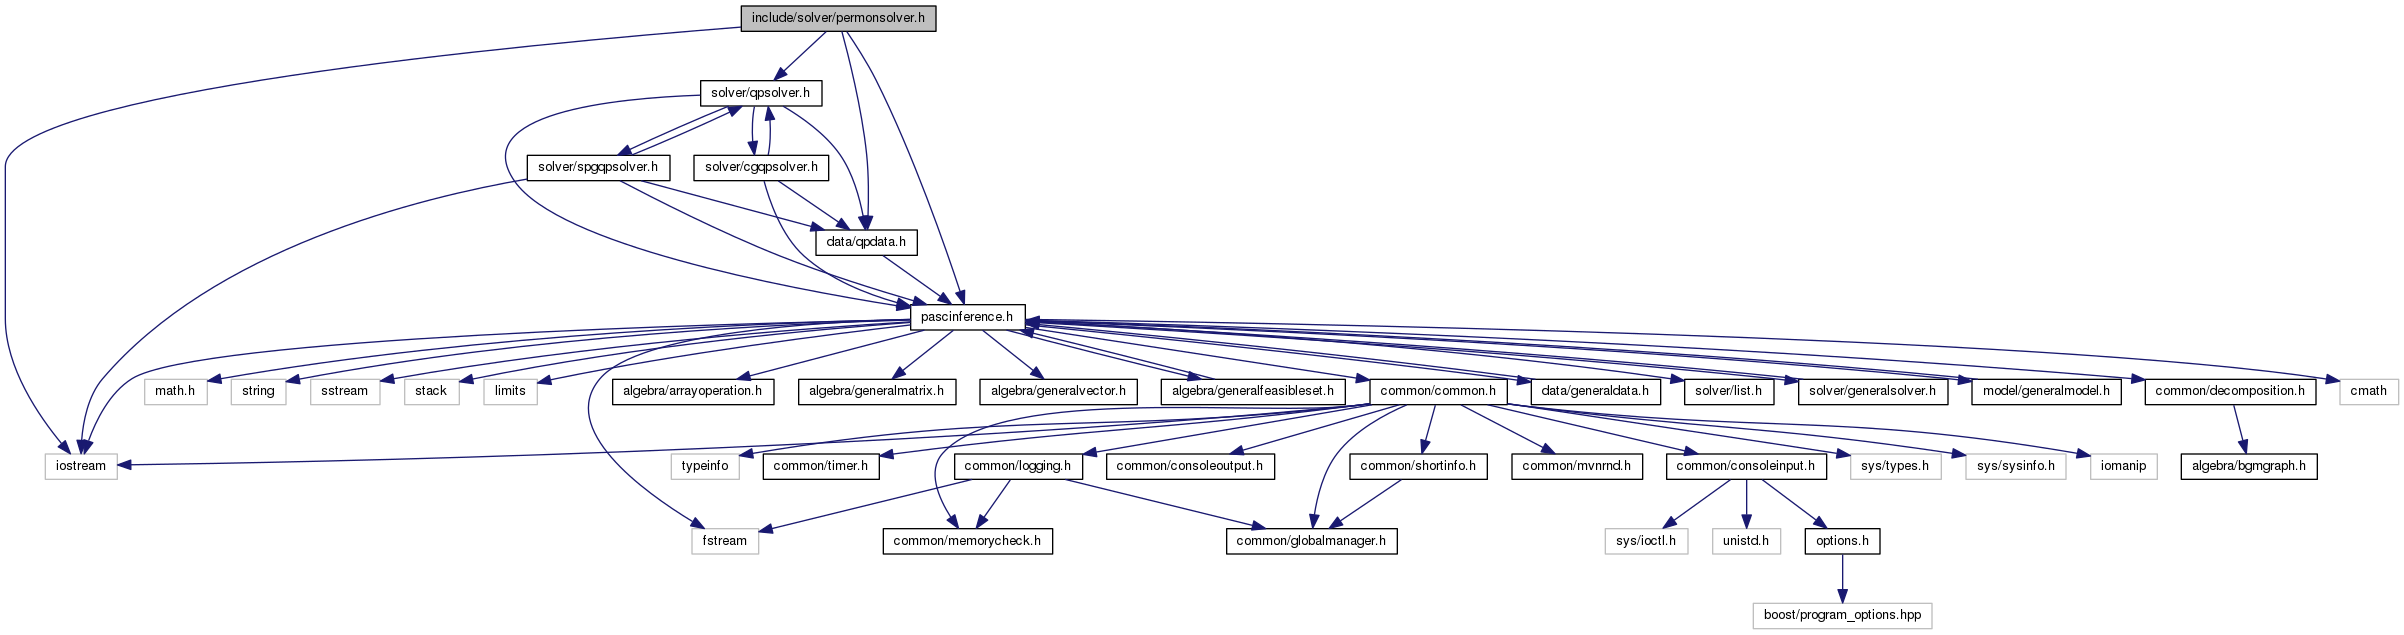 include/solver/permonsolver.h
solver/qpsolver.h
solver/spgqpsolver.h
solver/cgqpsolver.h
data/qpdata.h
pascinference.h
math.h
string
sstream
stack
limits
algebra/arrayoperation.h
algebra/generalmatrix.h
algebra/generalvector.h
algebra/generalfeasibleset.h
common/common.h
data/generaldata.h
solver/list.h
solver/generalsolver.h
model/generalmodel.h
common/decomposition.h
cmath
iostream
typeinfo
common/timer.h
common/logging.h
common/consoleoutput.h
common/shortinfo.h
common/mvnrnd.h
common/consoleinput.h
sys/types.h
sys/sysinfo.h
iomanip
algebra/bgmgraph.h
fstream
common/memorycheck.h
common/globalmanager.h
sys/ioctl.h
unistd.h
options.h
boost/program_options.hpp